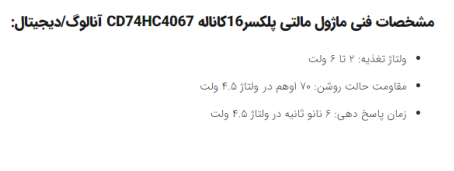 مشخصات فنی ماژول مالتی پلکسر16کاناله CD74HC4067 آنالوگ/دیجیتال:
ولتاژ تغذیه: ۲ تا ۶ ولت
مقاومت حالت روشن: ۷۰ اوهم در ولتاژ ۴.۵ ولت
زمان پاسخ دهی: ۶ نانو ثانیه در ولتاژ ۴.۵ ولت